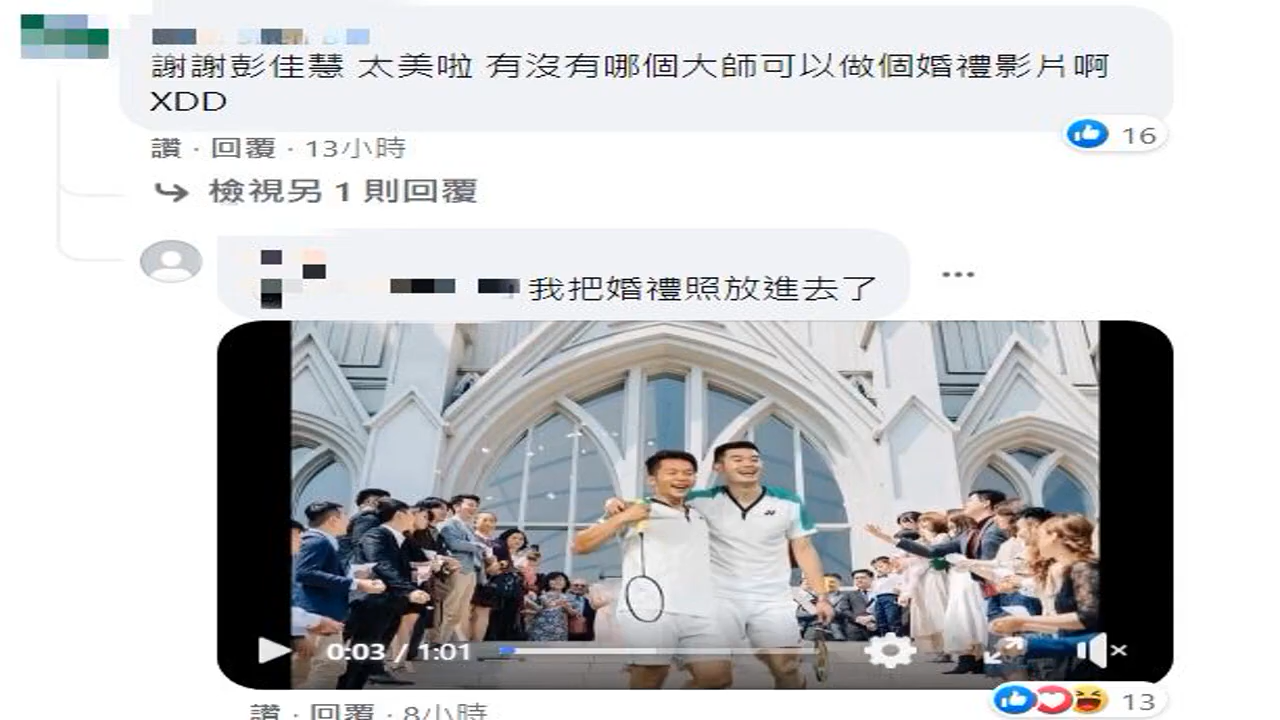 謝謝彭佳慧 太美啦 有沒有哪個大師可以做個婚禮影片啊
XDD
16
讚 · 回覆 · 13小時
檢視另 1 則回覆
我把婚禮照放進去了
0:03 / 1:01
13
讚 · 回覆 · 8小時